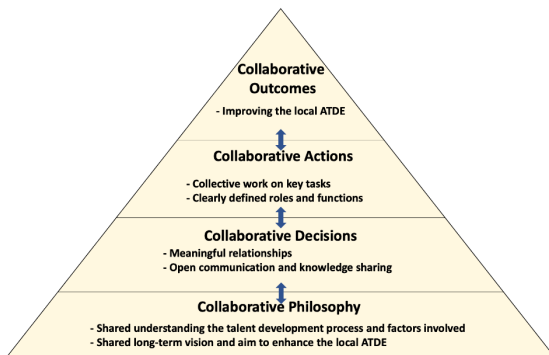 Collaborative
Outcomes
- Improving the local ATDE
Collaborative Actions
- Collective work on key tasks
- Clearly defined roles and functions
Collaborative Decisions
- Meaningful relationships
- Open communication and knowledge sharing
Collaborative Philosophy
- Shared understanding the talent development process and factors involved
- Shared long-term vision and aim to enhance the local ATDE